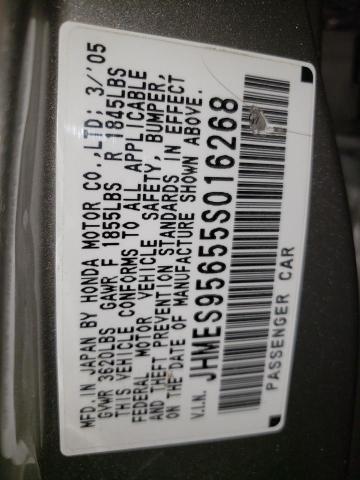 MFD. IN JAPAN BY HONDA MOTOR CO.,LTD; 3/'05
GVWR 3620LBS GAWR F 1855LBS R 1845LBS
THIS VEHICLE CONFORMS TO ALL APPLICABLE
FEDERAL MOTOR VEHICLE SAFETY, BUMPER,
AND THEFT PREVENTION STANDARDS IN EFFECT
ON THE DATE OF MANUFACTURE SHOWN ABOVE.
V.I.N. JHMES95655S016268
PASSENGER CAR